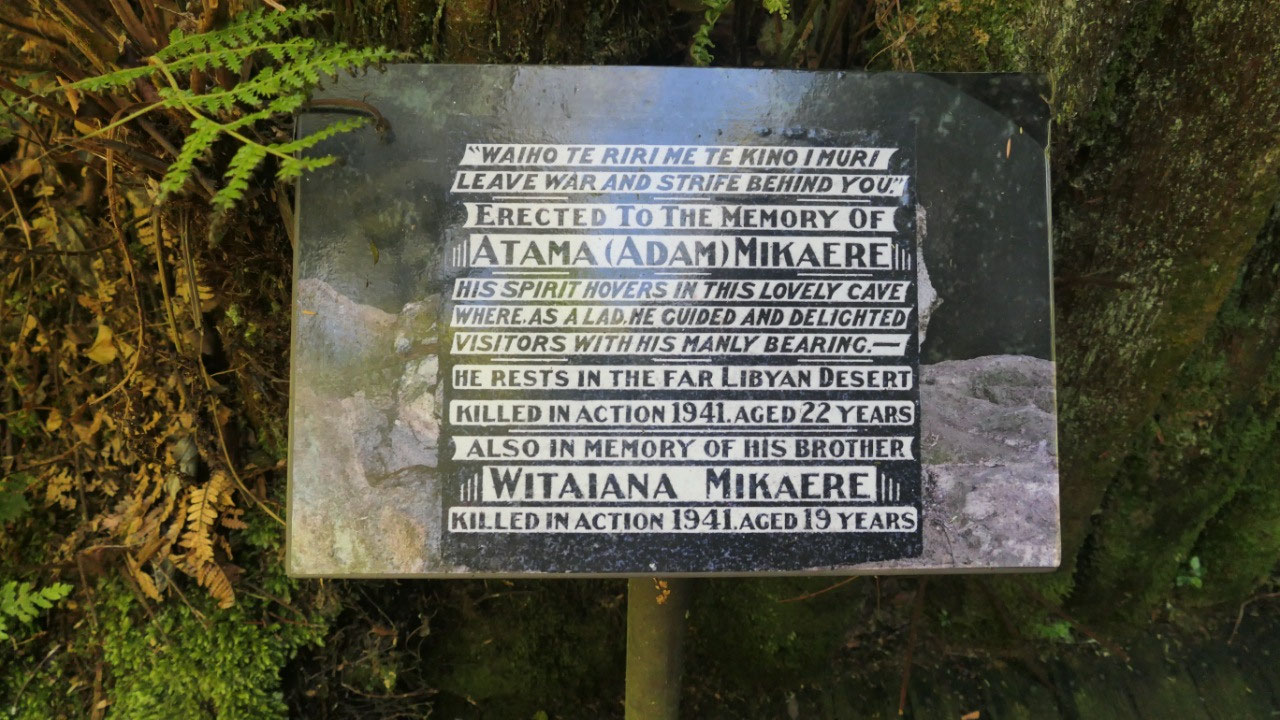 "WAIHO TE RIRI ME TE KINO I MURI
LEAVE WAR AND STRIFE BEHIND YOU."
ERECTED TO THE MEMORY OF
ATAMA (ADAM) MIKAERE
HIS SPIRIT HOVERS IN THIS LOVELY CAVE
WHERE, AS A LAD, HE GUIDED AND DELIGHTED
VISITORS WITH HIS MANLY BEARING.—
HE RESTS IN THE FAR LIBYAN DESERT
KILLED IN ACTION 1941. AGED 22 YEARS
ALSO IN MEMORY OF HIS BROTHER
WITAIANA MIKAERE
KILLED IN ACTION 1941. AGED 19 YEARS